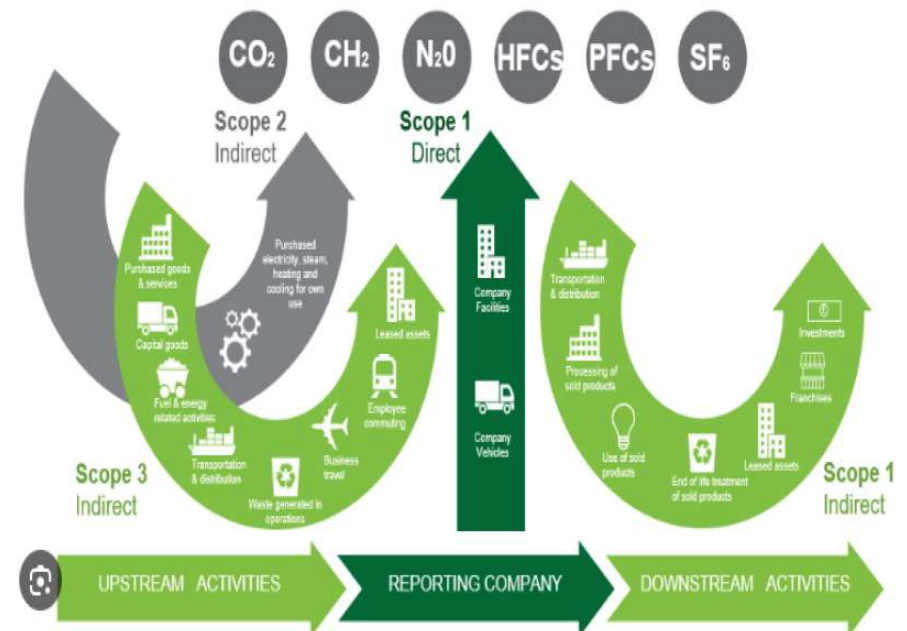 CO₂
CH₂
N₂0
HFCs
PFCs
SF₆
Scope 2
Indirect
Scope 1
Direct
Purchased
electricity, steam,
heating and
cooling for own
use
Purchased goods
& services
Capital goods
Fuel & energy
related activities
Transportation
& distribution
Waste generated in
operations
Business
travel
Employee
commuting
Leased assets
Company
Facilities
Company
Vehicles
Transportation
& distribution
Processing of
sold products
Use of sold
products
End of life treatment
of sold products
Leased assets
Franchises
Investments
Scope 3
Indirect
Scope 1
Indirect
UPSTREAM ACTIVITIES
REPORTING COMPANY
DOWNSTREAM ACTIVITIES